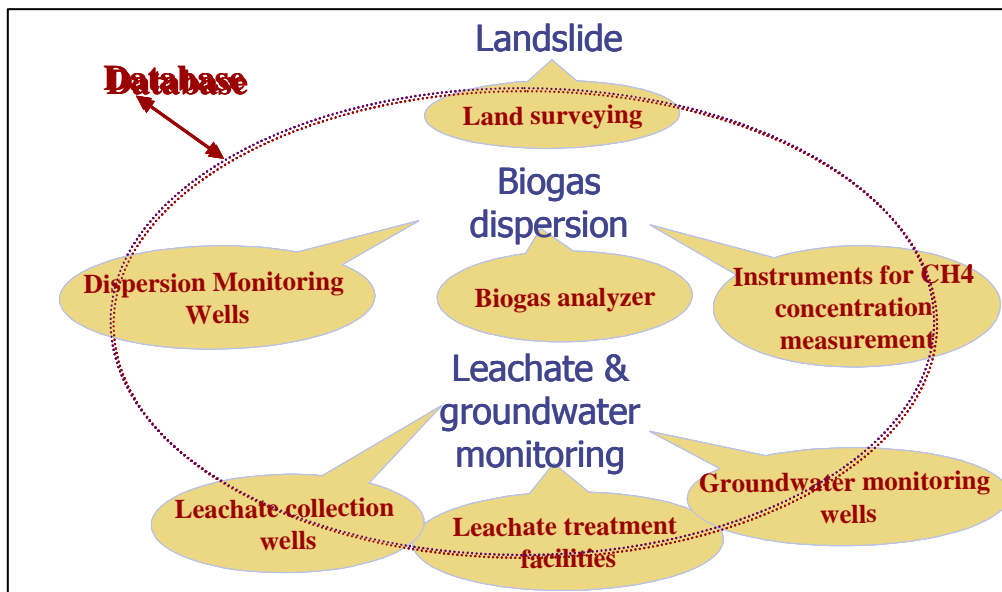 Landslide
Database
Database
Land surveying
Biogas
dispersion
Dispersion Monitoring
Wells
Biogas analyzer
Instruments for CH4
concentration
measurement
Leachate &
groundwater
monitoring
Leachate collection
wells
Leachate treatment
facilities
Groundwater monitoring
wells